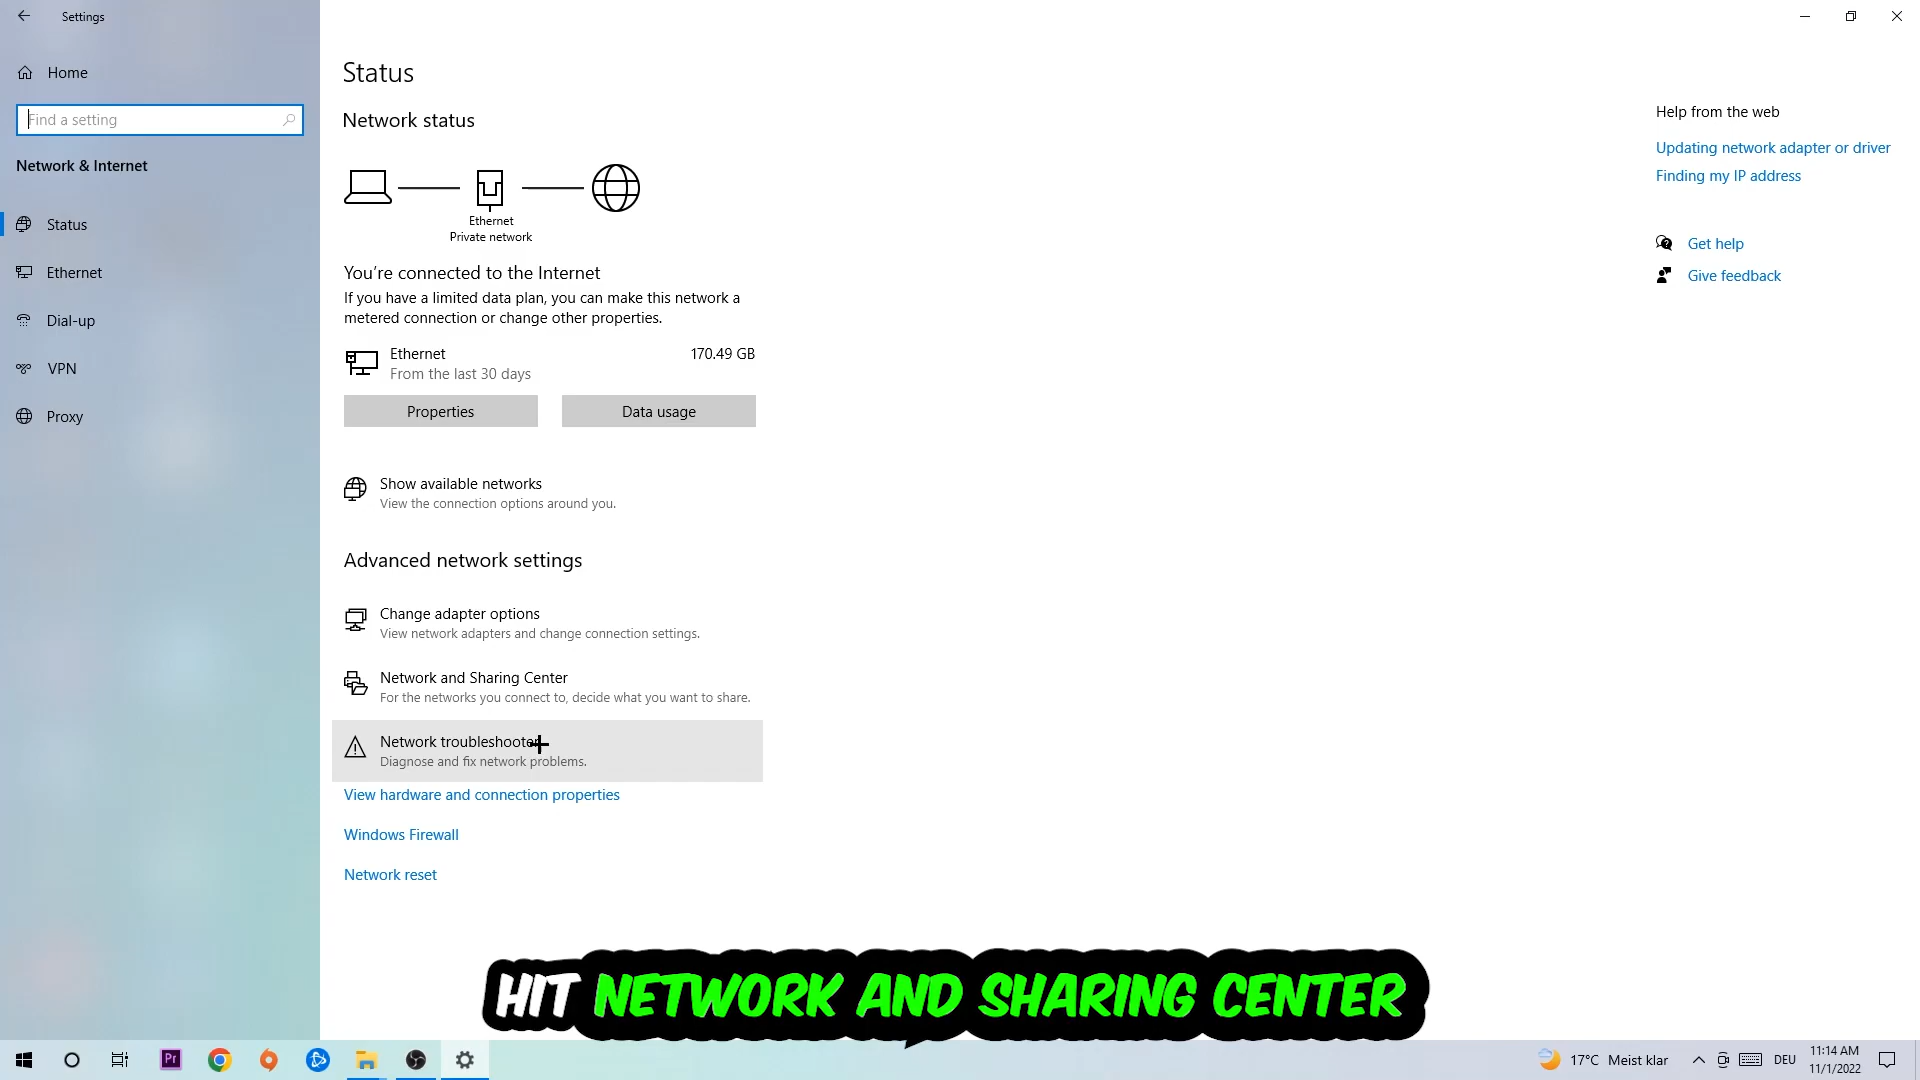 Settings
Home
Find a setting
Network & Internet
Status
Ethernet
Dial-up
VPN
Proxy
Status
Network status
Ethernet
Private network
You're connected to the Internet
If you have a limited data plan, you can make this network a
metered connection or change other properties.
Ethernet 170.49 GB
From the last 30 days
Properties Data usage
Show available networks
View the connection options around you.
Advanced network settings
Change adapter options
View network adapters and change connection settings.
Network and Sharing Center
For the networks you connect to, decide what you want to share.
Network troubleshooter
Diagnose and fix network problems.
View hardware and connection properties
Windows Firewall
Network reset
Help from the web
Updating network adapter or driver
Finding my IP address
Get help
Give feedback
HIT NETWORK AND SHARING CENTER
Pr
17°C Meist klar
DEU
11:14 AM
11/1/2022